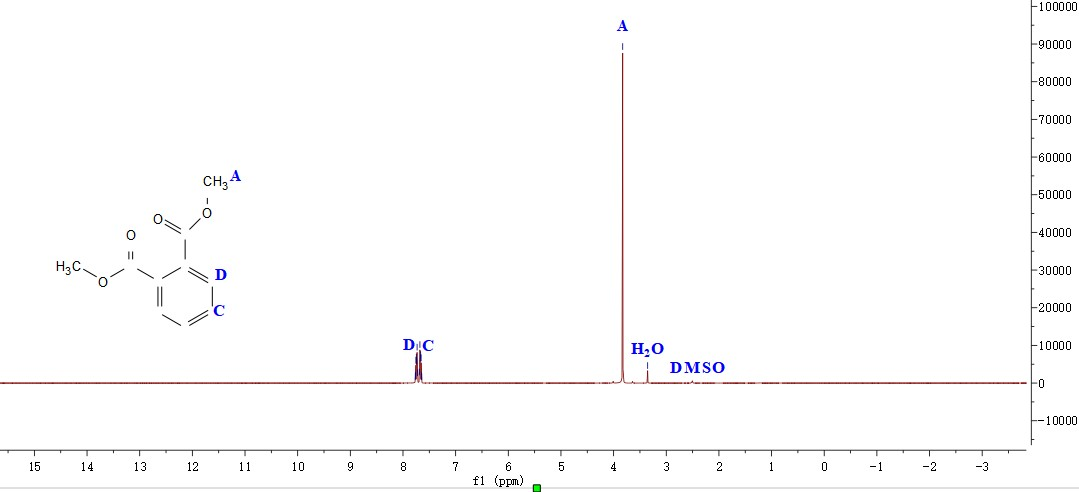 A
100000
90000
80000
70000
60000
50000
40000
30000
20000
10000
0
-10000
CH3 A
O
O
O
H3C
O
D
C
D C
H2O
DMSO
15 14 13 12 11 10 9 8 7 6 5 4 3 2 1 0 -1 -2 -3
f1 (ppm)